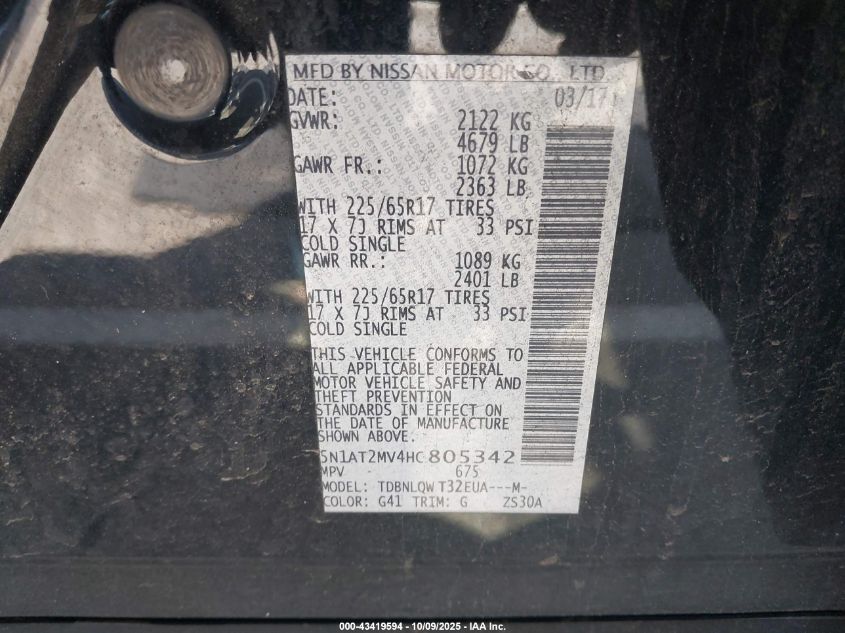 MFD BY NISSAN MOTOR CO., LTD.
DATE: 03/17
GVWR: 2122 KG
4679 LB
GAWR FR.: 1072 KG
2363 LB
WITH 225/65R17 TIRES
17 X 7J RIMS AT 33 PSI
COLD SINGLE
GAWR RR.: 1089 KG
2401 LB
WITH 225/65R17 TIRES
17 X 7J RIMS AT 33 PSI
COLD SINGLE
THIS VEHICLE CONFORMS TO
ALL APPLICABLE FEDERAL
MOTOR VEHICLE SAFETY AND
THEFT PREVENTION
STANDARDS IN EFFECT ON
THE DATE OF MANUFACTURE
SHOWN ABOVE.
5N1AT2MV4HC805342
MPV 675
MODEL: TDBNLQW T32EUA---M-
COLOR: G41 TRIM: G ZS30A
000-43419594 - 10/09/2025 - IAA Inc.